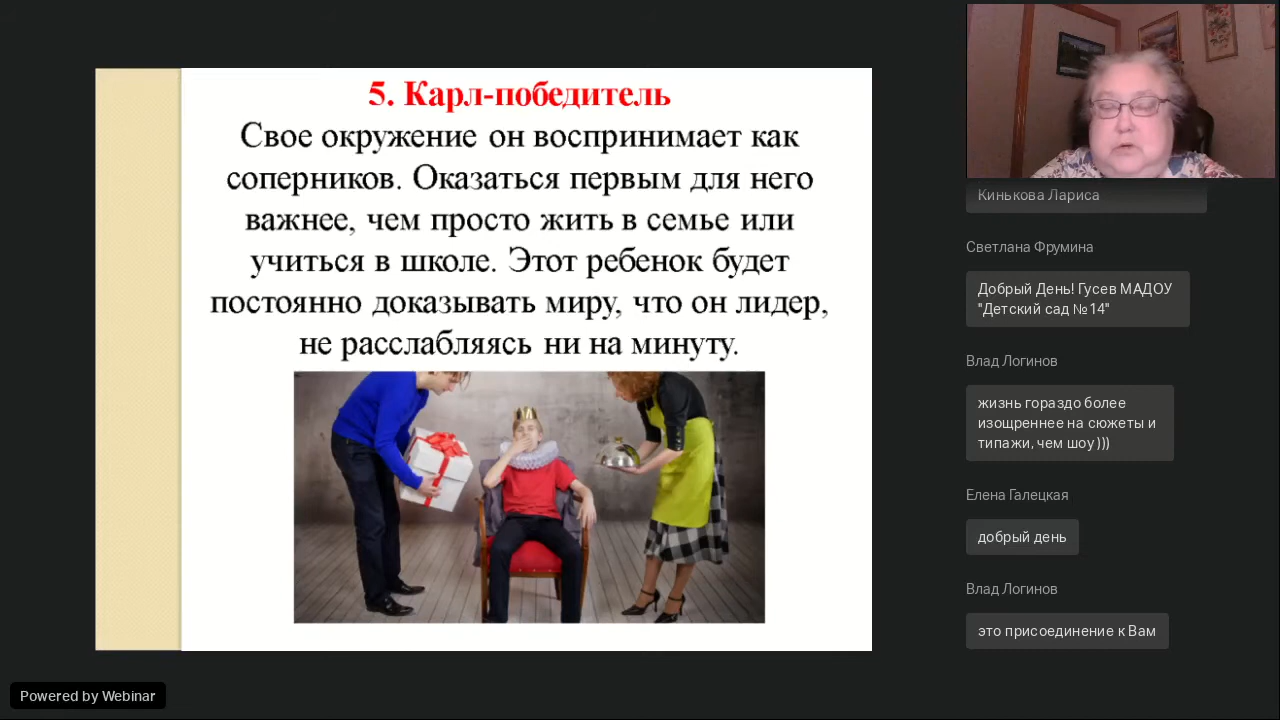 5. Карл-победитель
Свое окружение он воспринимает как
соперников. Оказаться первым для него
важнее, чем просто жить в семье или
учиться в школе. Этот ребенок будет
постоянно доказывать миру, что он лидер,
не расслабляясь ни на минуту.
Кинькова Лариса
Светлана Фрумина
Добрый День! Гусев МАДОУ
"Детский сад №14"
Влад Логинов
жизнь гораздо более
изощреннее на сюжеты и
типажи, чем шоу )))
Елена Галецкая
добрый день
Влад Логинов
это присоединение к Вам
Powered by Webinar